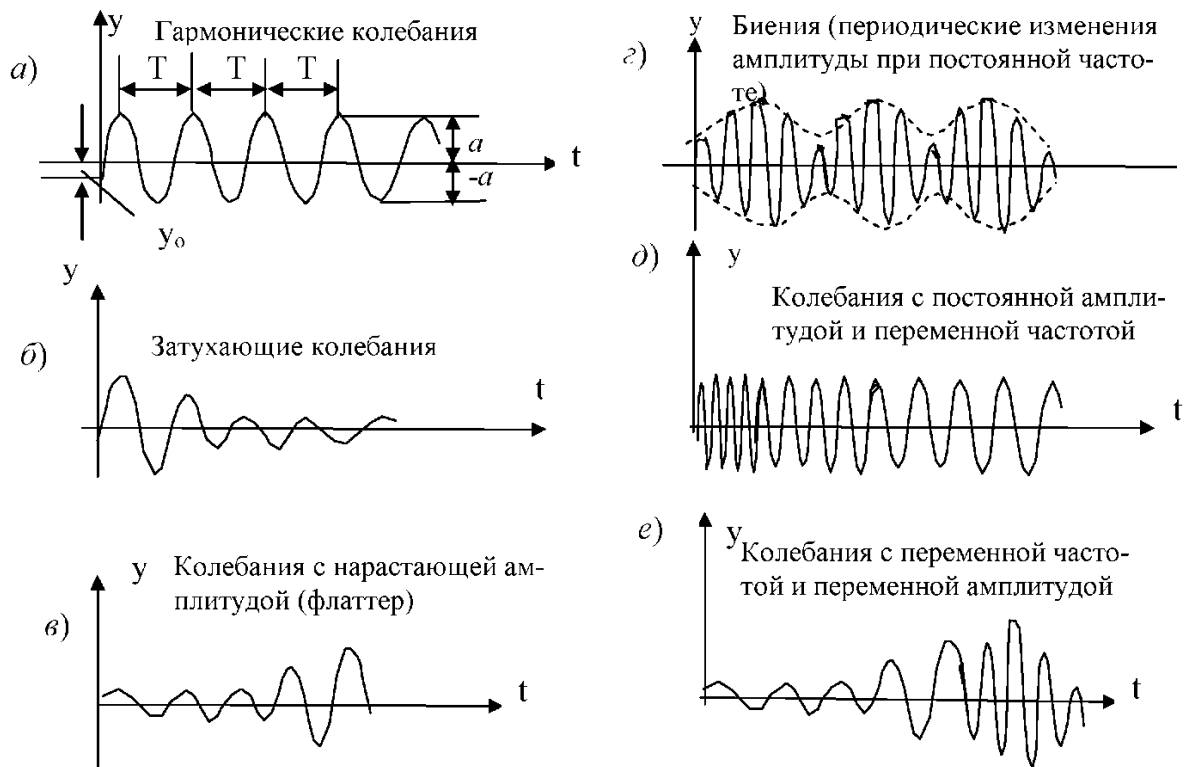 y
Гармонические колебания
а)
T T T
a
t
-a
yₒ
y
Затухающие колебания
б)
t
y
Колебания с нарастающей ам-
плитудой (флаттер)
в)
t
y
Биения (периодические изменения
г)
амплитуды при постоянной часто-
те)
y
д)
Колебания с постоянной ампли-
тудой и переменной частотой
t
е)
y
Колебания с переменной часто-
той и переменной амплитудой
t